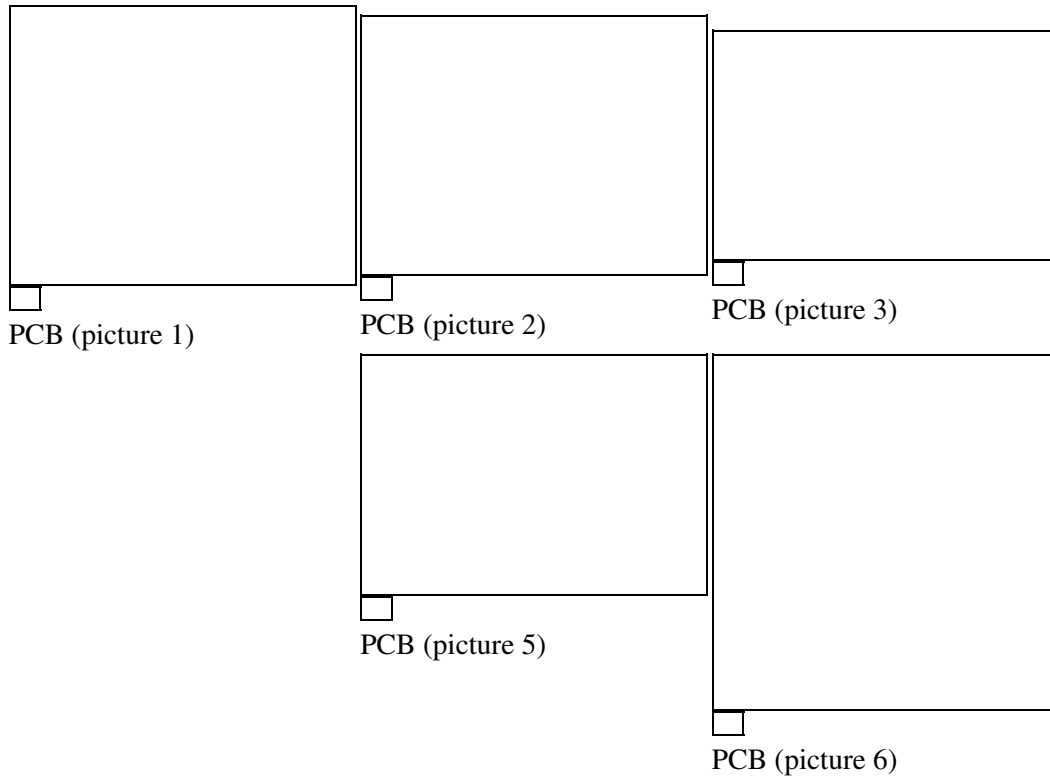 PCB (picture 1)
PCB (picture 2)
PCB (picture 3)
PCB (picture 5)
PCB (picture 6)